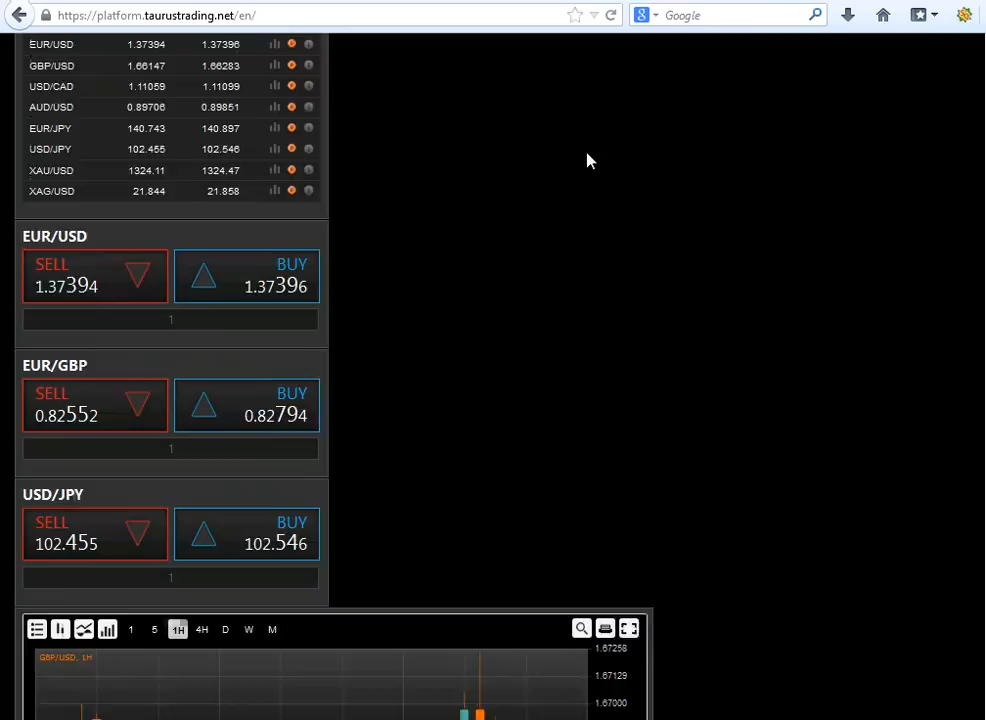 https://platform.taurustrading.net/en/
8 Google
EUR/USD 1.37394 1.37396
GBP/USD 1.66147 1.66283
USD/CAD 1.11059 1.11099
AUD/USD 0.89706 0.89851
EUR/JPY 140.743 140.897
USD/JPY 102.455 102.546
XAU/USD 1324.11 1324.47
XAG/USD 21.844 21.858
EUR/USD
SELL BUY
1.37394 1.37396
1
EUR/GBP
SELL BUY
0.82552 0.82794
1
USD/JPY
SELL BUY
102.455 102.546
1
1 5 1H 4H D W M
GBP/USD, 1H
1.67258
1.67129
1.67000